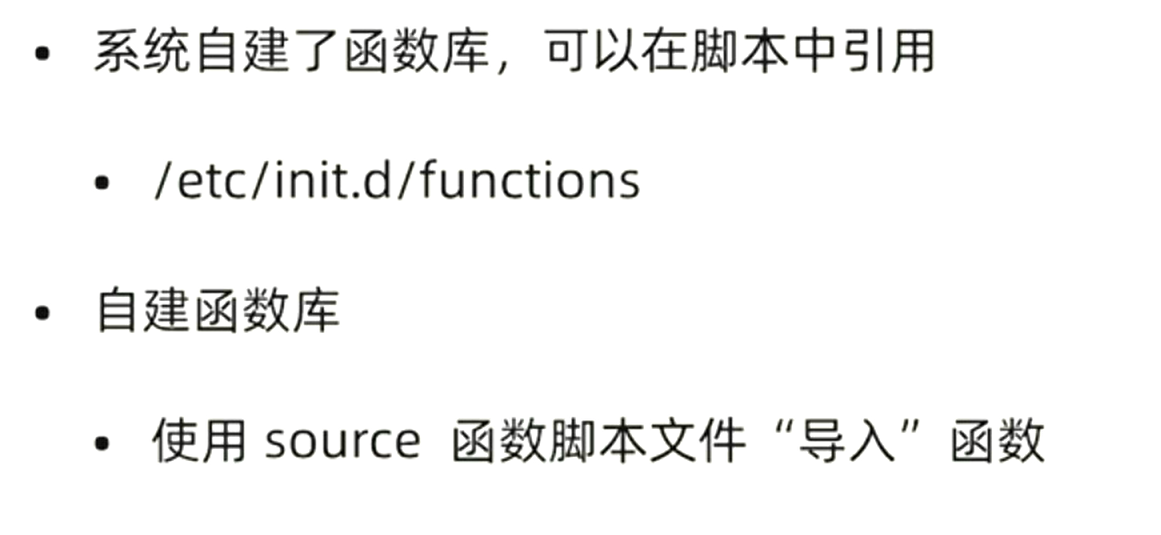 • 系统自建了函数库，可以在脚本中引用
• /etc/init.d/functions
• 自建函数库
• 使用 source 函数脚本文件“导入”函数